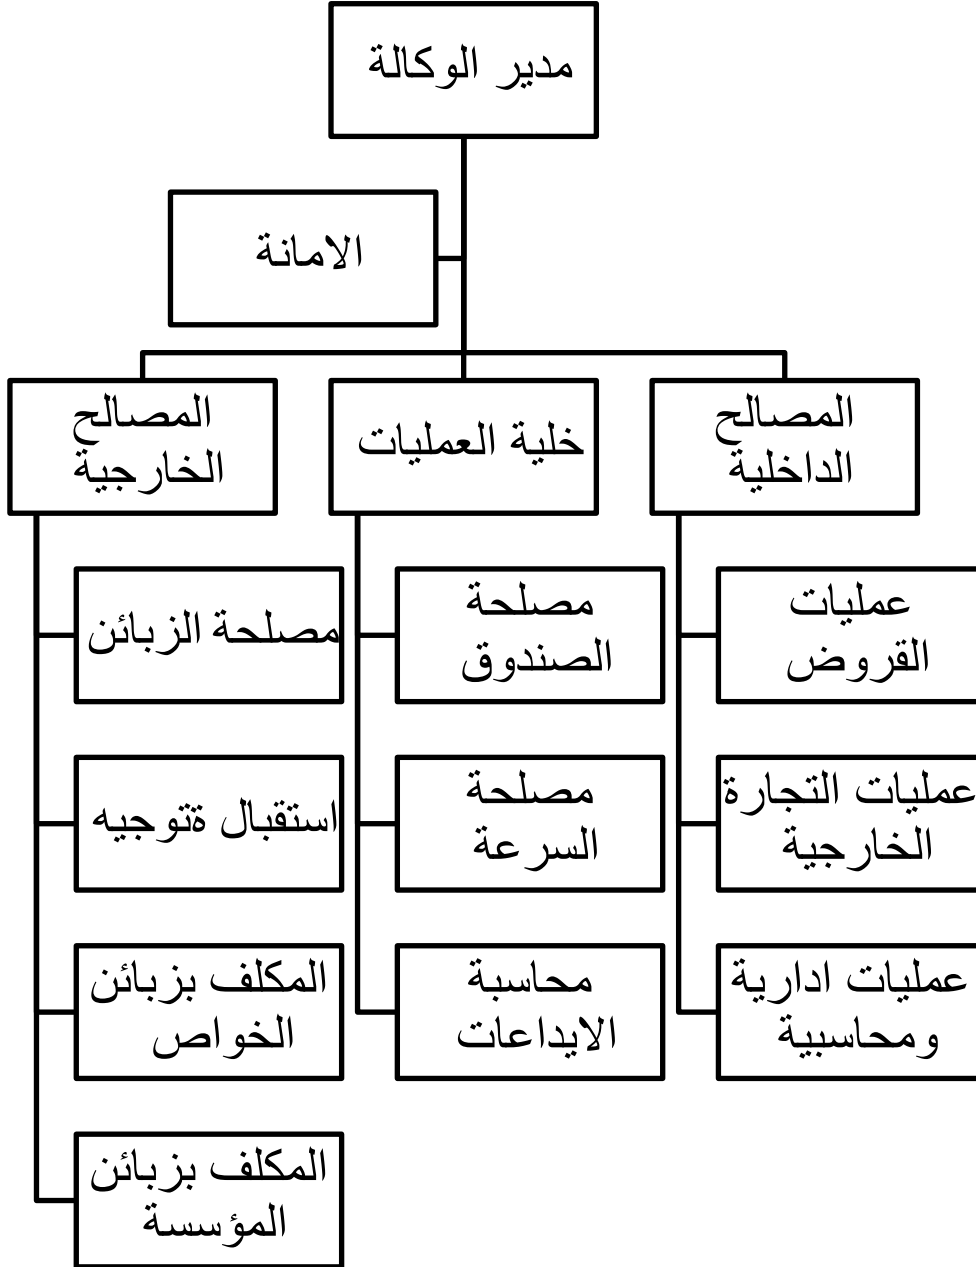 مدير الوكالة
الامانة
المصالح
الداخلية
خلية العمليات
المصالح
الخارجية
عمليات
القروض
مصلحة
الصندوق
مصلحة الزبائن
عمليات التجارة
الخارجية
مصلحة
السرعة
استقبال ةتوجيه
عمليات ادارية
ومحاسبية
محاسبة
الايداعات
المكلف بزبائن
الخواص
المكلف بزبائن
المؤسسة